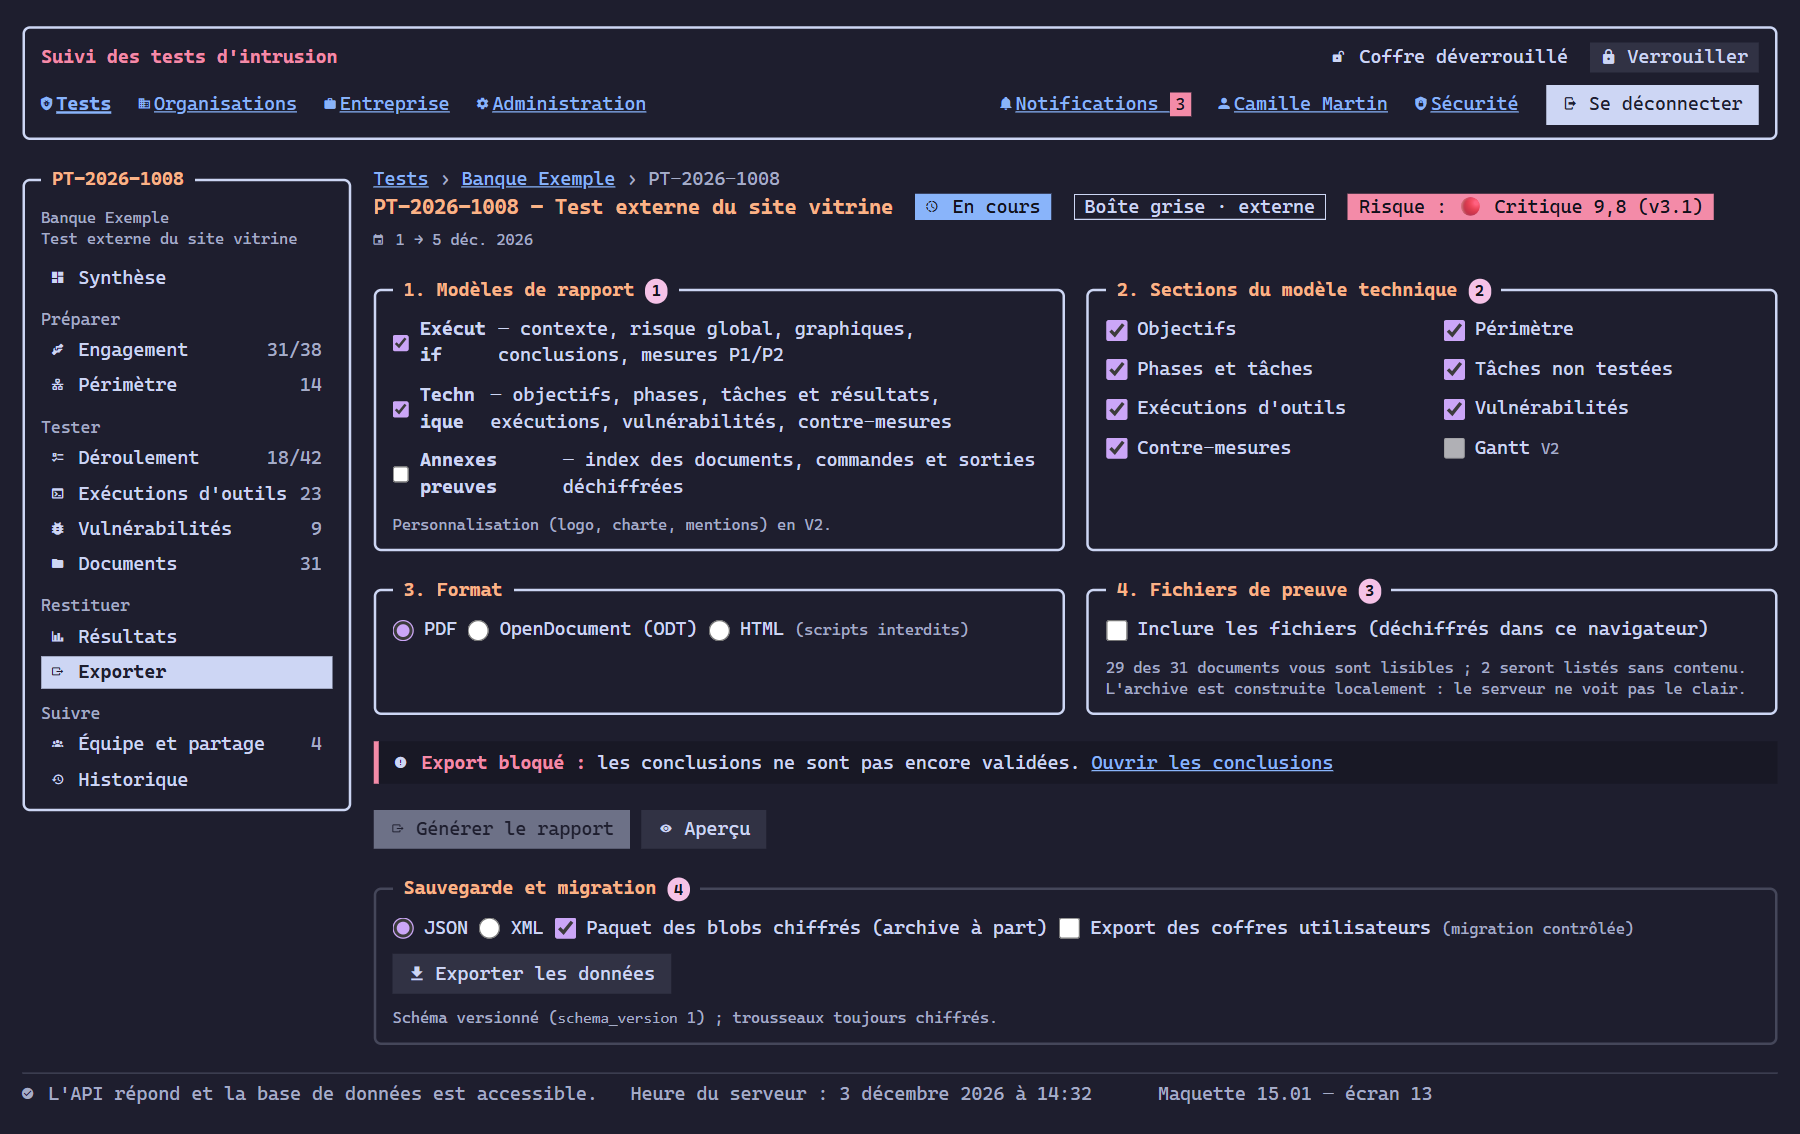 Suivi des tests d'intrusion
Coffre déverrouillé
Verrouiller
Tests
Organisations
Entreprise
Administration
Notifications 3
Camille Martin
Sécurité
Se déconnecter
PT-2026-1008
Banque Exemple
Test externe du site vitrine
Synthèse
Préparer
Engagement 31/38
Périmètre 14
Tester
Déroulement 18/42
Exécutions d'outils 23
Vulnérabilités 9
Documents 31
Restituer
Résultats
Exporter
Suivre
Équipe et partage 4
Historique
Tests › Banque Exemple › PT-2026-1008
PT-2026-1008 — Test externe du site vitrine
En cours
Boîte grise · externe
Risque : Critique 9,8 (v3.1)
1 → 5 déc. 2026
1. Modèles de rapport 1
Exécutif — contexte, risque global, graphiques,
conclusions, mesures P1/P2
Technique — objectifs, phases, tâches et résultats,
exécutions, vulnérabilités, contre-mesures
Annexes preuves — index des documents, commandes et sorties
déchiffrées
Personnalisation (logo, charte, mentions) en V2.
2. Sections du modèle technique 2
Objectifs
Périmètre
Phases et tâches
Tâches non testées
Exécutions d'outils
Vulnérabilités
Contre-mesures
Gantt V2
3. Format
PDF
OpenDocument (ODT)
HTML (scripts interdits)
4. Fichiers de preuve 3
Inclure les fichiers (déchiffrés dans ce navigateur)
29 des 31 documents vous sont lisibles ; 2 seront listés sans contenu.
L'archive est construite localement : le serveur ne voit pas le clair.
Export bloqué : les conclusions ne sont pas encore validées. Ouvrir les conclusions
Générer le rapport
Aperçu
Sauvegarde et migration 4
JSON
XML
Paquet des blobs chiffrés (archive à part)
Export des coffres utilisateurs (migration contrôlée)
Exporter les données
Schéma versionné (schema_version 1) ; trousseaux toujours chiffrés.
L'API répond et la base de données est accessible.
Heure du serveur : 3 décembre 2026 à 14:32
Maquette 15.01 — écran 13